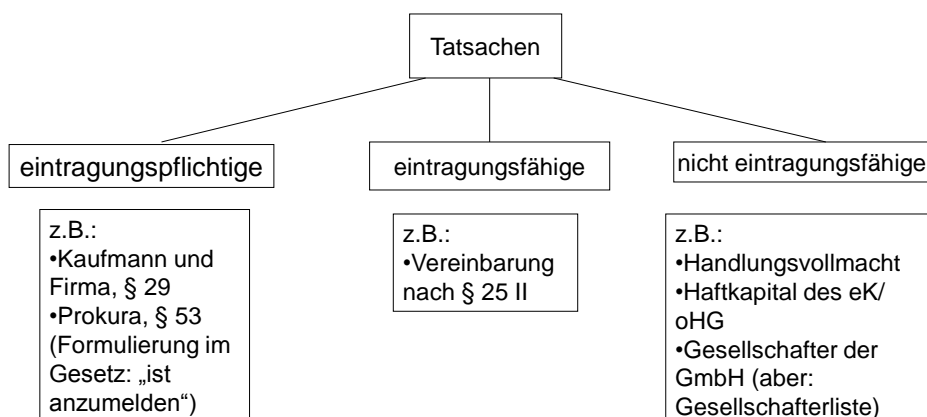 Tatsachen
eintragungspflichtige
eintragungsfähige
nicht eintragungsfähige
z.B.:
•Kaufmann und
Firma, § 29
•Prokura, § 53
(Formulierung im
Gesetz: „ist
anzumelden“)
z.B.:
•Vereinbarung
nach § 25 II
z.B.:
•Handlungsvollmacht
•Haftkapital des eK/
oHG
•Gesellschafter der
GmbH (aber:
Gesellschafterliste)